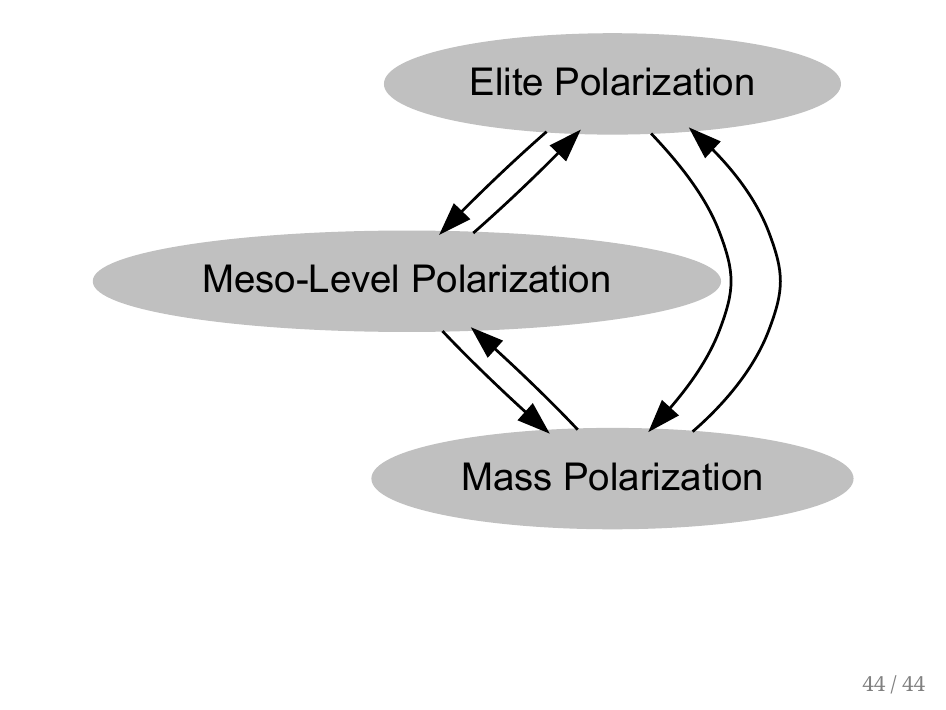 Elite Polarization
Meso-Level Polarization
Mass Polarization
44 / 44